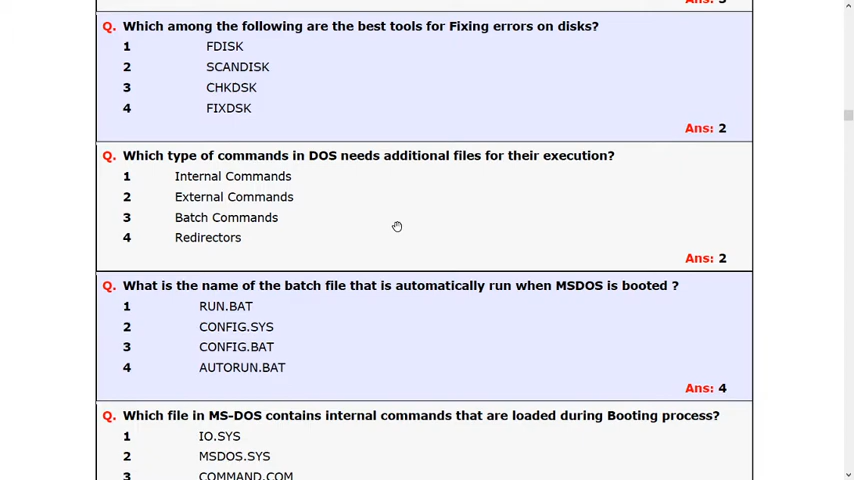 Q. Which among the following are the best tools for Fixing errors on disks?
1 FDISK
2 SCANDISK
3 CHKDSK
4 FIXDSK
Ans: 2
Q. Which type of commands in DOS needs additional files for their execution?
1 Internal Commands
2 External Commands
3 Batch Commands
4 Redirectors
Ans: 2
Q. What is the name of the batch file that is automatically run when MSDOS is booted ?
1 RUN.BAT
2 CONFIG.SYS
3 CONFIG.BAT
4 AUTORUN.BAT
Ans: 4
Q. Which file in MS-DOS contains internal commands that are loaded during Booting process?
1 IO.SYS
2 MSDOS.SYS
3 COMMAND.COM